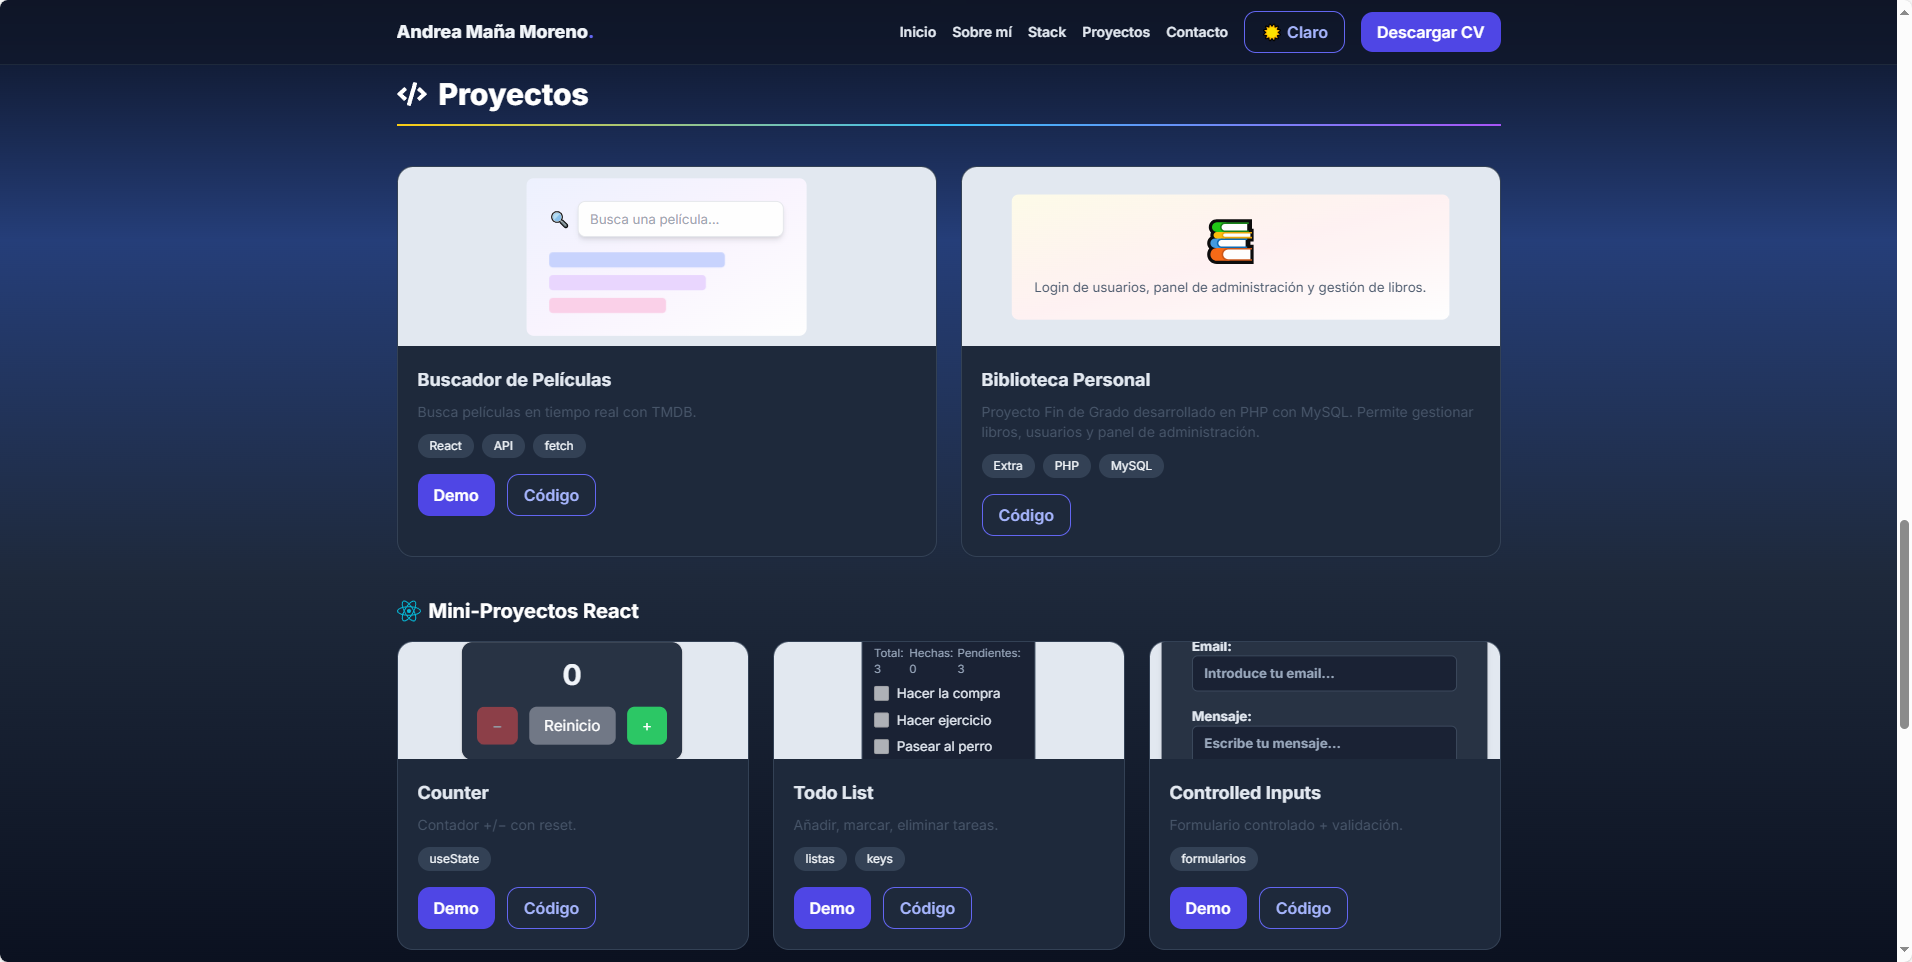 Andrea Maña Moreno.
Inicio Sobre mí Stack Proyectos Contacto Claro Descargar CV
</> Proyectos
Busca una película...
Login de usuarios, panel de administración y gestión de libros.
Buscador de Películas
Busca películas en tiempo real con TMDB.
React API fetch
Demo Código
Biblioteca Personal
Proyecto Fin de Grado desarrollado en PHP con MySQL. Permite gestionar
libros, usuarios y panel de administración.
Extra PHP MySQL
Código
Mini-Proyectos React
0
– Reinicio +
Counter
Contador +/− con reset.
useState
Demo Código
Total: Hechas: Pendientes:
3 0 3
Hacer la compra
Hacer ejercicio
Pasear al perro
Todo List
Añadir, marcar, eliminar tareas.
listas keys
Demo Código
Email:
Introduce tu email...
Mensaje:
Escribe tu mensaje...
Controlled Inputs
Formulario controlado + validación.
formularios
Demo Código